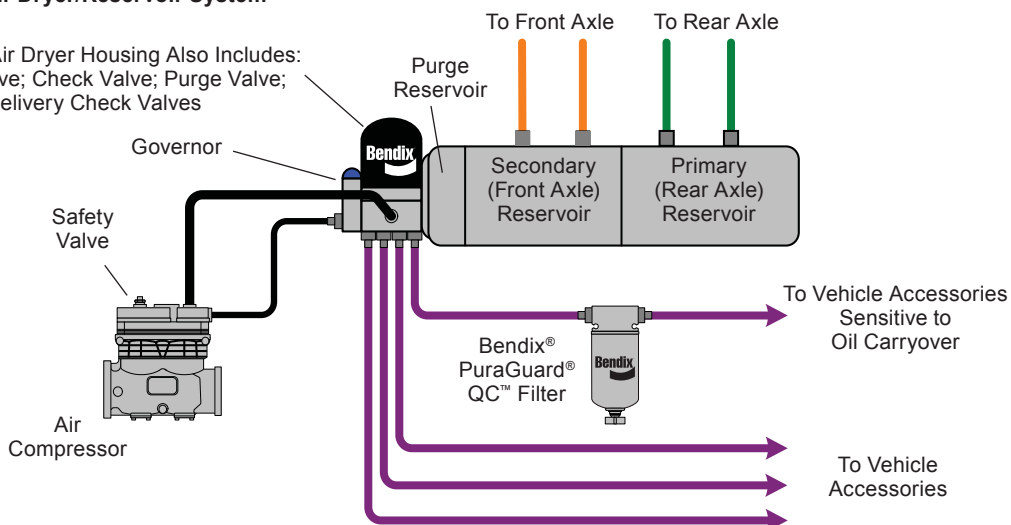 To Front Axle
To Rear Axle
Air Dryer Housing Also Includes:
Check Valve; Purge Valve;
Delivery Check Valves
Purge
Reservoir
Governor
Bendix
Secondary
(Front Axle)
Reservoir
Primary
(Rear Axle)
Reservoir
Safety
Valve
To Vehicle Accessories
Sensitive to
Oil Carryover
Bendix®
PuraGuard®
QC™ Filter
Bendix
Air
Compressor
To Vehicle
Accessories